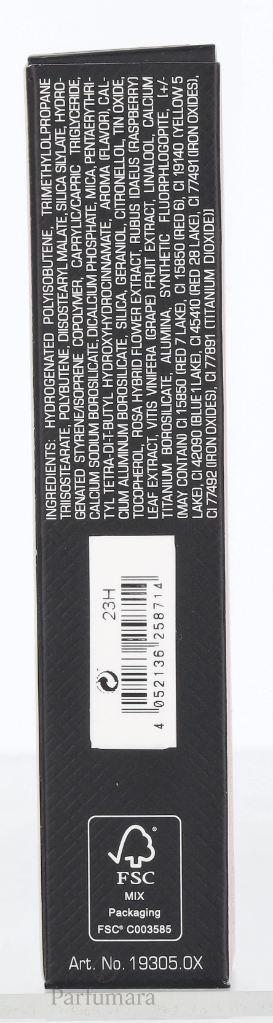 INGREDIENTS: HYDROGENATED POLYISOBUTENE, TRIMETHYLOLPROPANE
TRIISOSTEARATE, POLYBUTENE, DIISOSTEARYL MALATE, SILICA SILYLATE, HYDRO-
GENATED STYRENE/ISOPRENE COPOLYMER, CAPRYLIC/CAPRIC TRIGLYCERIDE,
CALCIUM SODIUM BOROSILICATE, DICALCIUM PHOSPHATE, MICA, PENTAERYTHRI-
TYL TETRA-DI-T-BUTYL HYDROXYHYDROCINNAMATE, AROMA (FLAVOR), CAL-
CIUM ALUMINUM BOROSILICATE, SILICA, GERANIOL, CITRONELLOL, TIN OXIDE,
TOCOPHEROL, ROSA HYBRID FLOWER EXTRACT, RUBUS IDAEUS (RASPBERRY)
LEAF EXTRACT, VITIS VINIFERA (GRAPE) FRUIT EXTRACT, LINALOOL, CALCIUM
TITANIUM BOROSILICATE, ALUMINA, SYNTHETIC FLUORPHLOGOPITE, [+/-
(MAY CONTAIN) CI 15850 (RED 7 LAKE), CI 15850 (RED 6), CI 19140 (YELLOW 5
LAKE), CI 42090 (BLUE 1 LAKE), CI 45410 (RED 28 LAKE), CI 77491 (IRON OXIDES),
CI 77492 (IRON OXIDES), CI 77891 (TITANIUM DIOXIDE)]
23H
4 052136 258714
FSC
MIX
Packaging
FSC® C003585
Art. No. 19305.0X
Parfumara